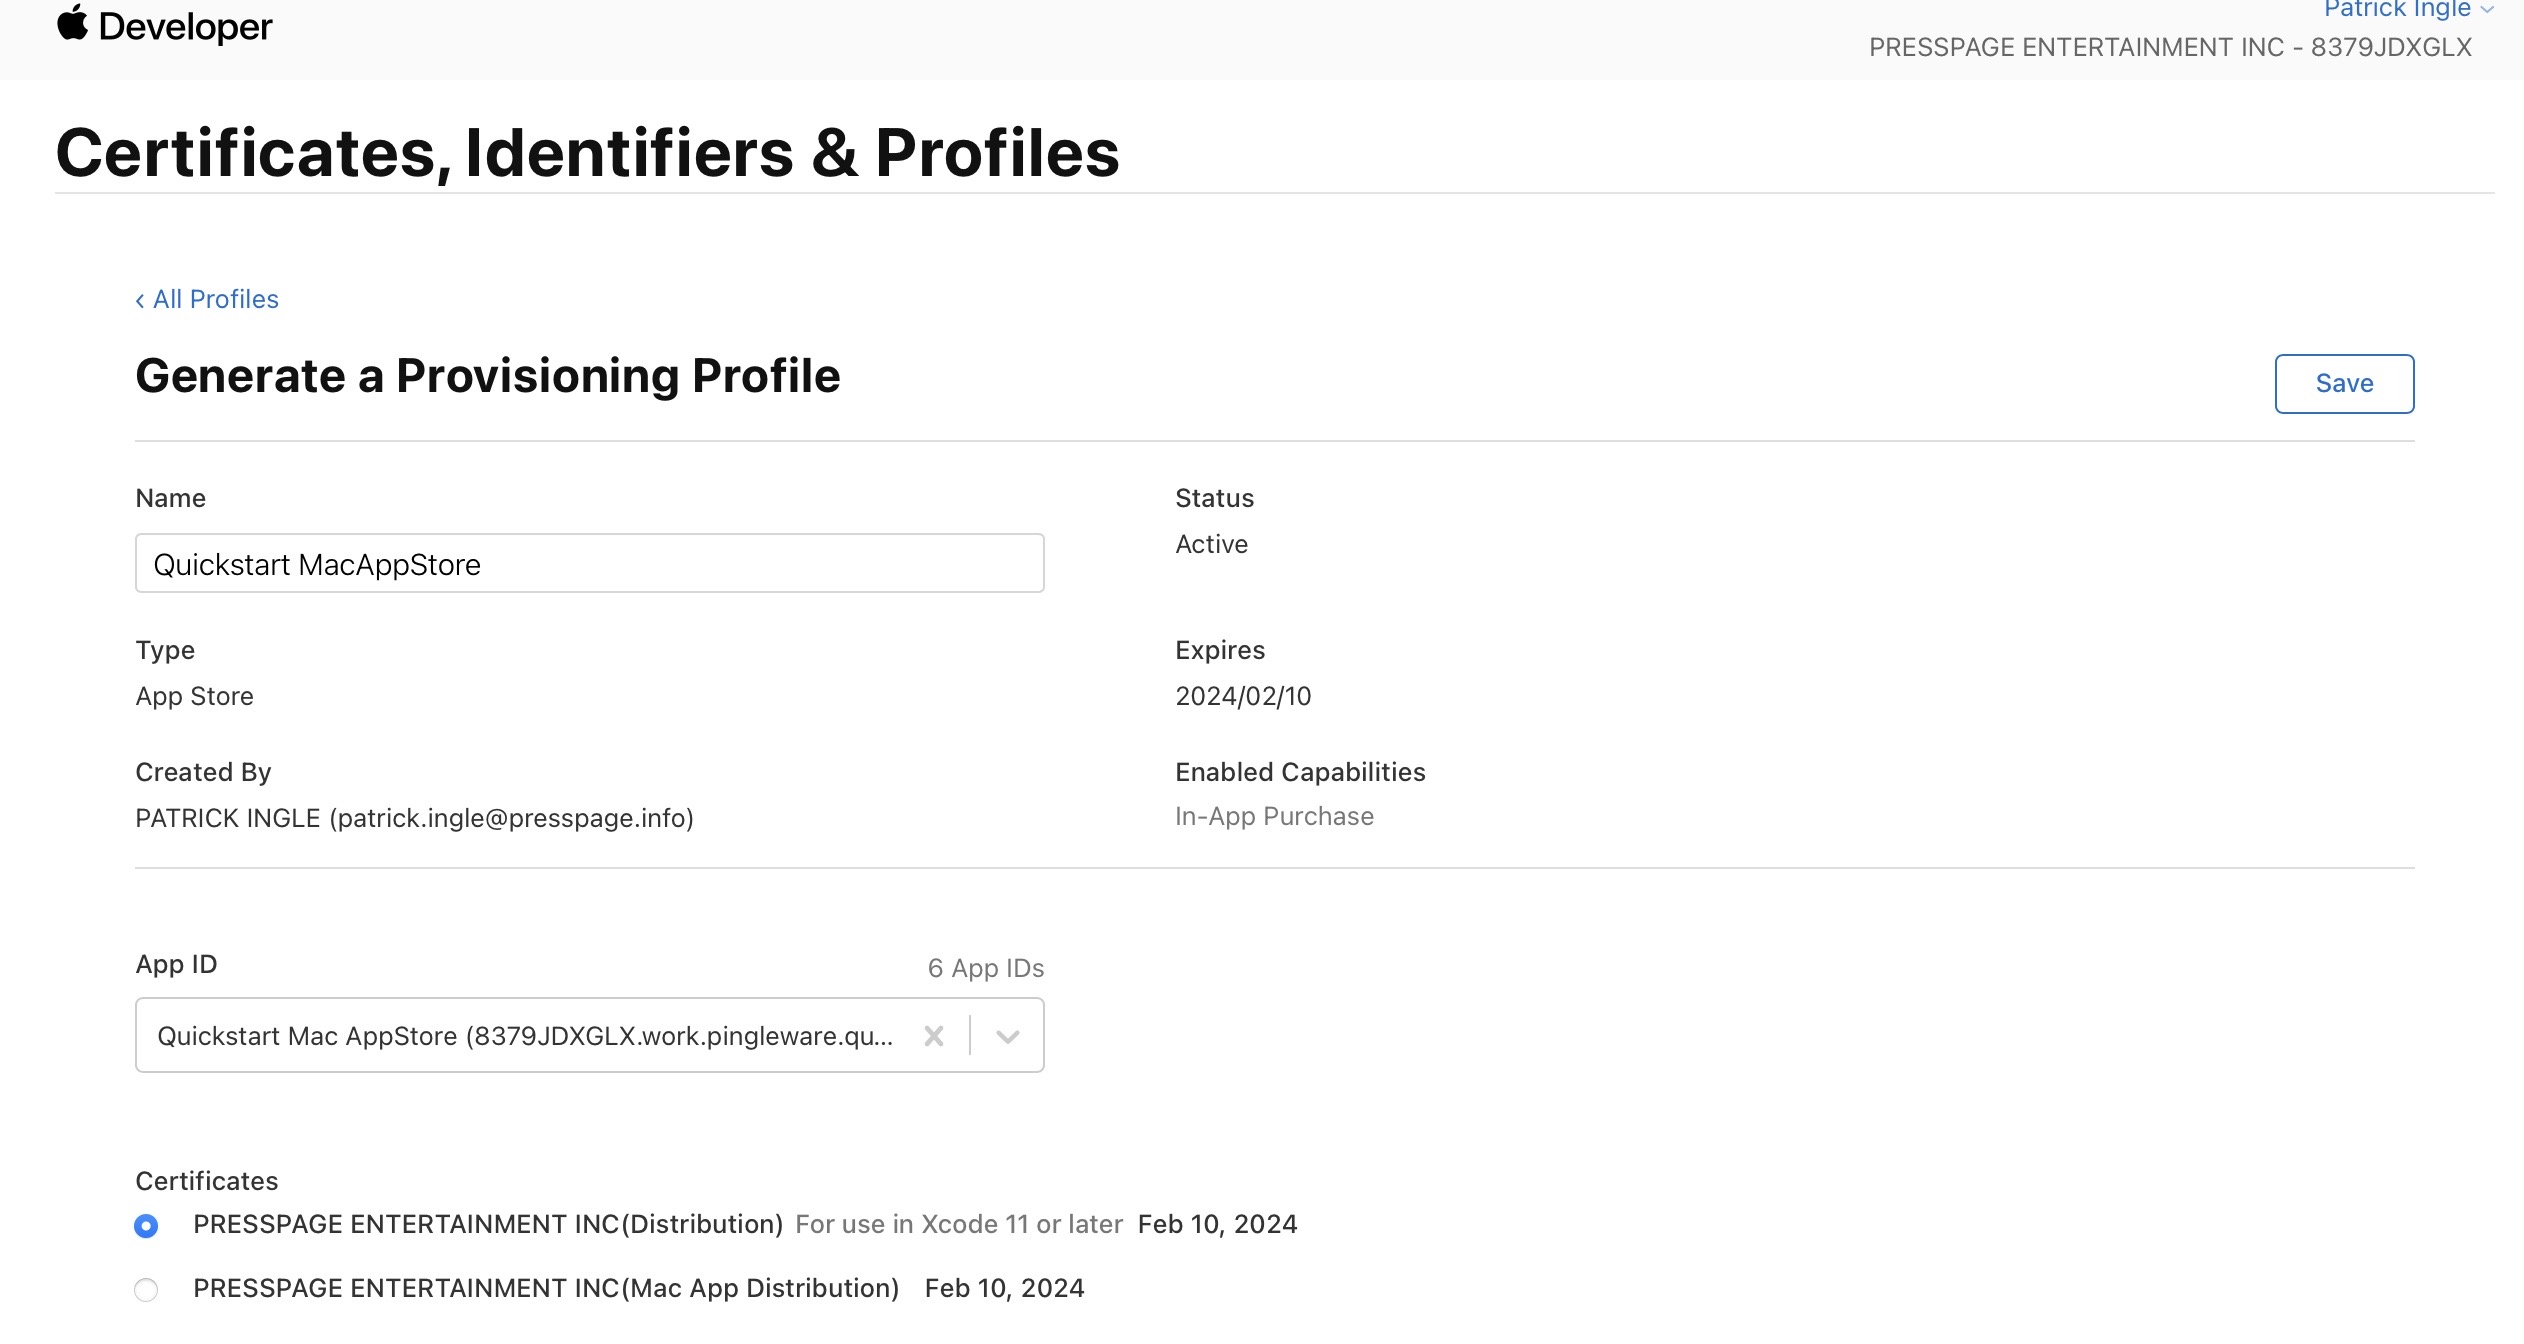 Developer
Patrick Ingle
PRESSPAGE ENTERTAINMENT INC - 8379JDXGLX
Certificates, Identifiers & Profiles
‹ All Profiles
Generate a Provisioning Profile
Save
Name
Quickstart MacAppStore
Status
Active
Type
App Store
Expires
2024/02/10
Created By
PATRICK INGLE (patrick.ingle@presspage.info)
Enabled Capabilities
In-App Purchase
App ID
6 App IDs
Quickstart Mac AppStore (8379JDXGLX.work.pingleware.qu...
Certificates
PRESSPAGE ENTERTAINMENT INC(Distribution) For use in Xcode 11 or later Feb 10, 2024
PRESSPAGE ENTERTAINMENT INC(Mac App Distribution) Feb 10, 2024